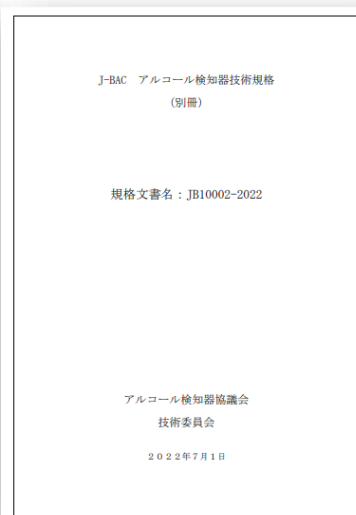 J-BAC　アルコール検知器技術規格
(別冊)
規格文書名：JB10002-2022
アルコール検知器協議会
技術委員会
２０２２年７月１日